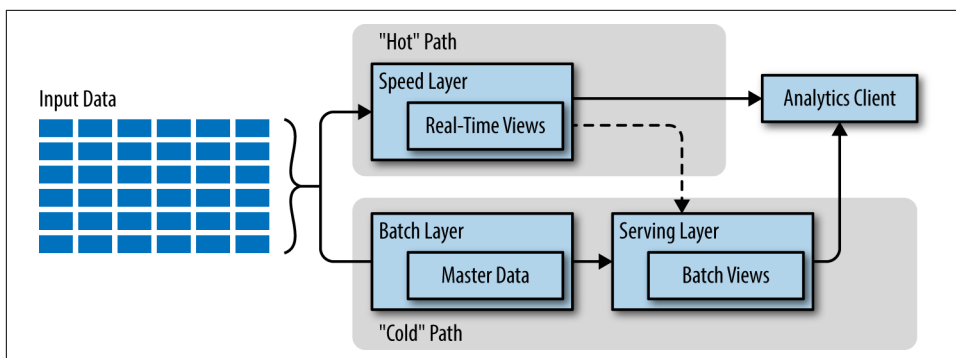 "Hot" Path
Speed Layer
Real-Time Views
Analytics Client
Input Data
Batch Layer
Master Data
Serving Layer
Batch Views
"Cold" Path